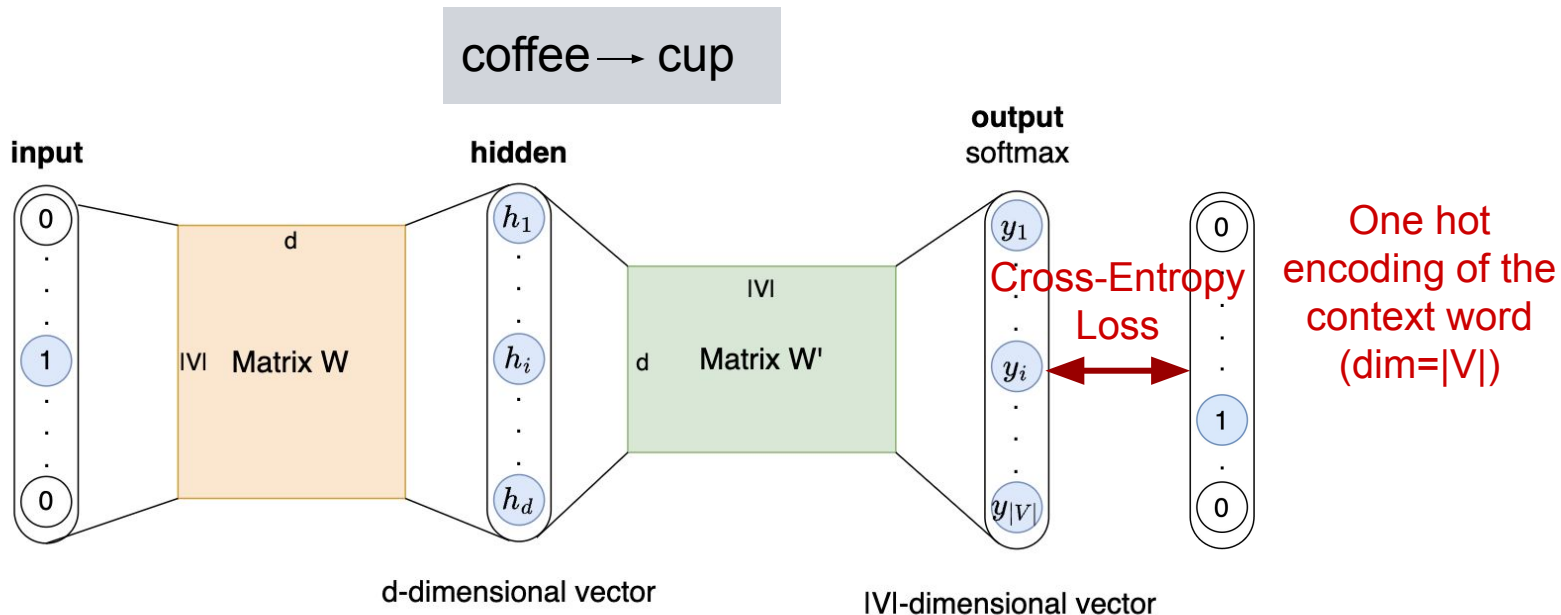 coffee → cup
input
hidden
output
softmax
0
.
.
.
1
.
.
.
0
d
|V|
Matrix W
h₁
.
.
.
hᵢ
.
.
.
h_d
|V|
d
Matrix W'
y₁
.
.
.
yᵢ
.
.
.
y|V|
Cross-Entropy
Loss
0
.
.
.
.
1
.
0
One hot
encoding of the
context word
(dim=|V|)
d-dimensional vector
|V|-dimensional vector